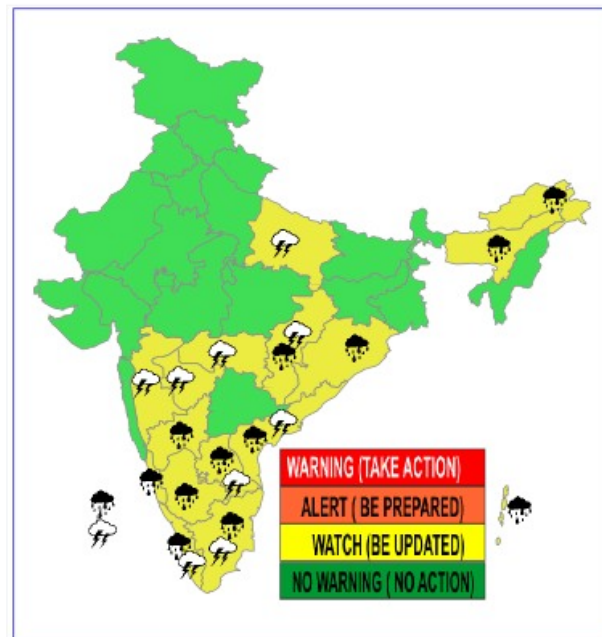 WARNING (TAKE ACTION)
ALERT ( BE PREPARED)
WATCH (BE UPDATED)
NO WARNING ( NO ACTION)